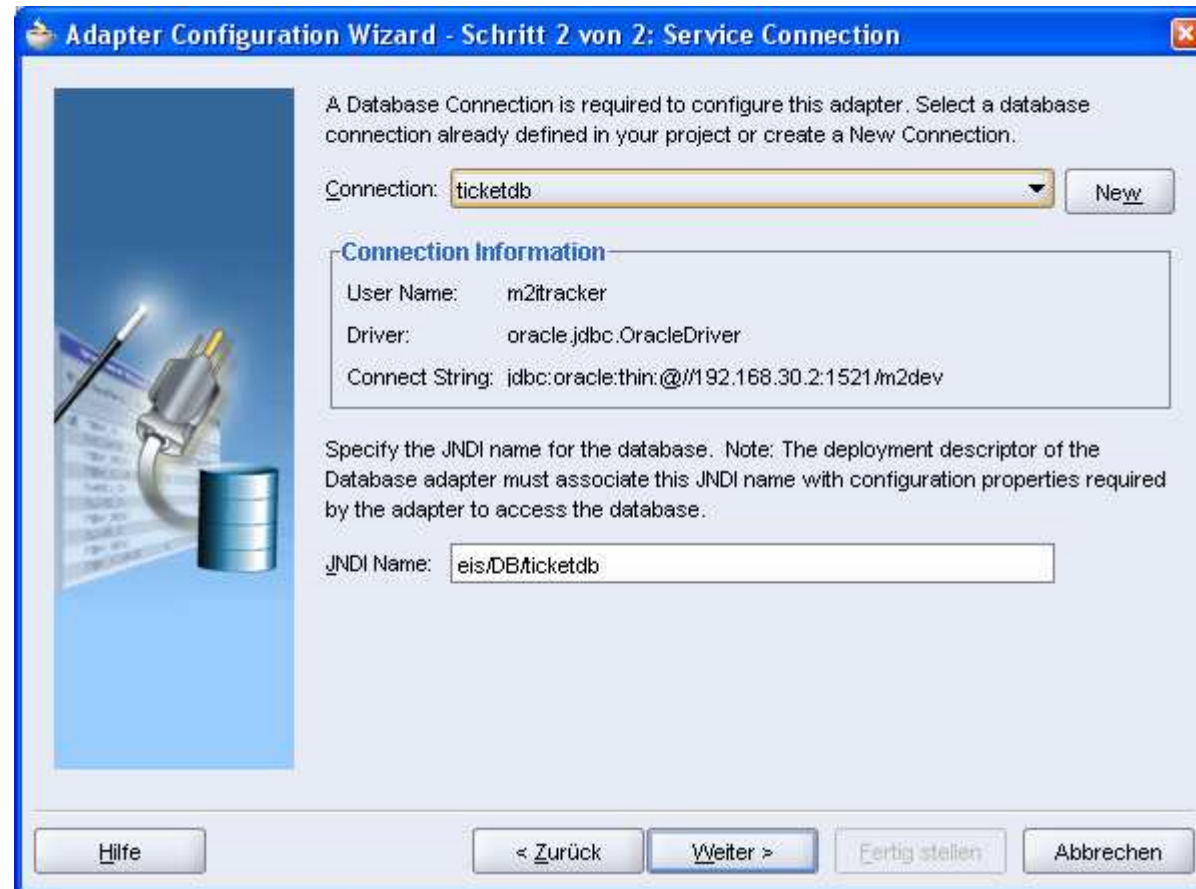 Adapter Configuration Wizard - Schritt 2 von 2: Service Connection
A Database Connection is required to configure this adapter. Select a database
connection already defined in your project or create a New Connection.
Connection: ticketdb New
Connection Information
User Name: m2itracker
Driver: oracle.jdbc.OracleDriver
Connect String: jdbc:oracle:thin:@//192.168.30.2:1521/m2dev
Specify the JNDI name for the database. Note: The deployment descriptor of the
Database adapter must associate this JNDI name with configuration properties required
by the adapter to access the database.
JNDI Name: eis/DB/ticketdb
Hilfe < Zurück Weiter > Fertig stellen Abbrechen